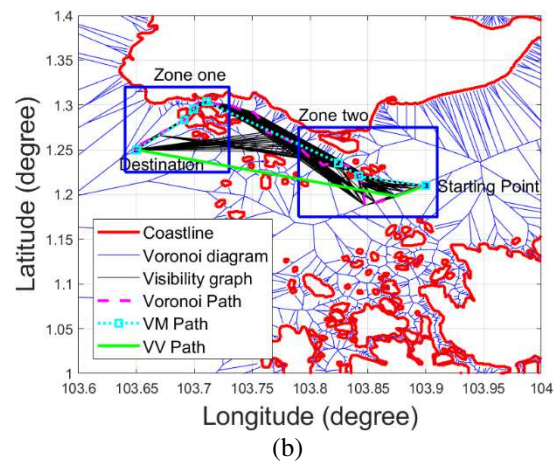 1.4
Zone one
1.35
1.3
Zone two
1.25
Destination
Starting Point
1.2
Latitude (degree)
1.15
Coastline
Voronoi diagram
1.1
Visibility graph
Voronoi Path
1.05
VM Path
VV Path
1
103.6 103.65 103.7 103.75 103.8 103.85 103.9 103.95 104
Longitude (degree)
(b)